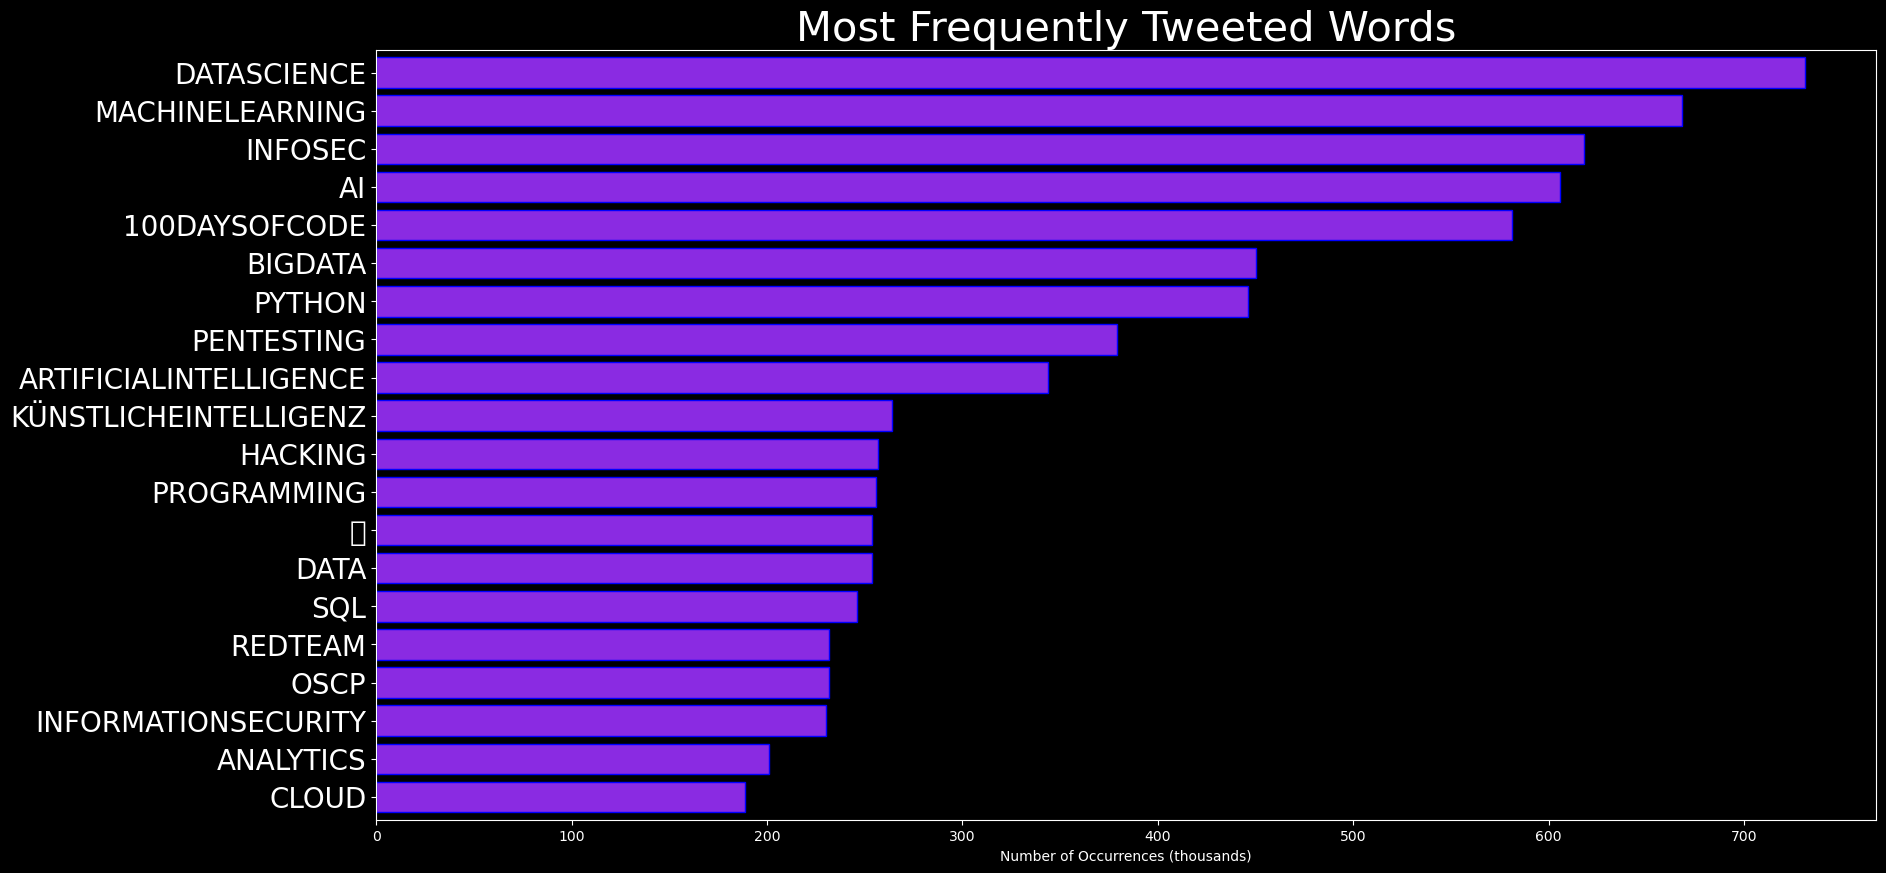 Most Frequently Tweeted Words
DATASCIENCE
MACHINELEARNING
INFOSEC
AI
100DAYSOFCODE
BIGDATA
PYTHON
PENTESTING
ARTIFICIALINTELLIGENCE
KÜNSTLICHEINTELLIGENZ
HACKING
PROGRAMMING
DATA
SQL
REDTEAM
OSCP
INFORMATIONSECURITY
ANALYTICS
CLOUD
0 100 200 300 400 500 600 700
Number of Occurrences (thousands)